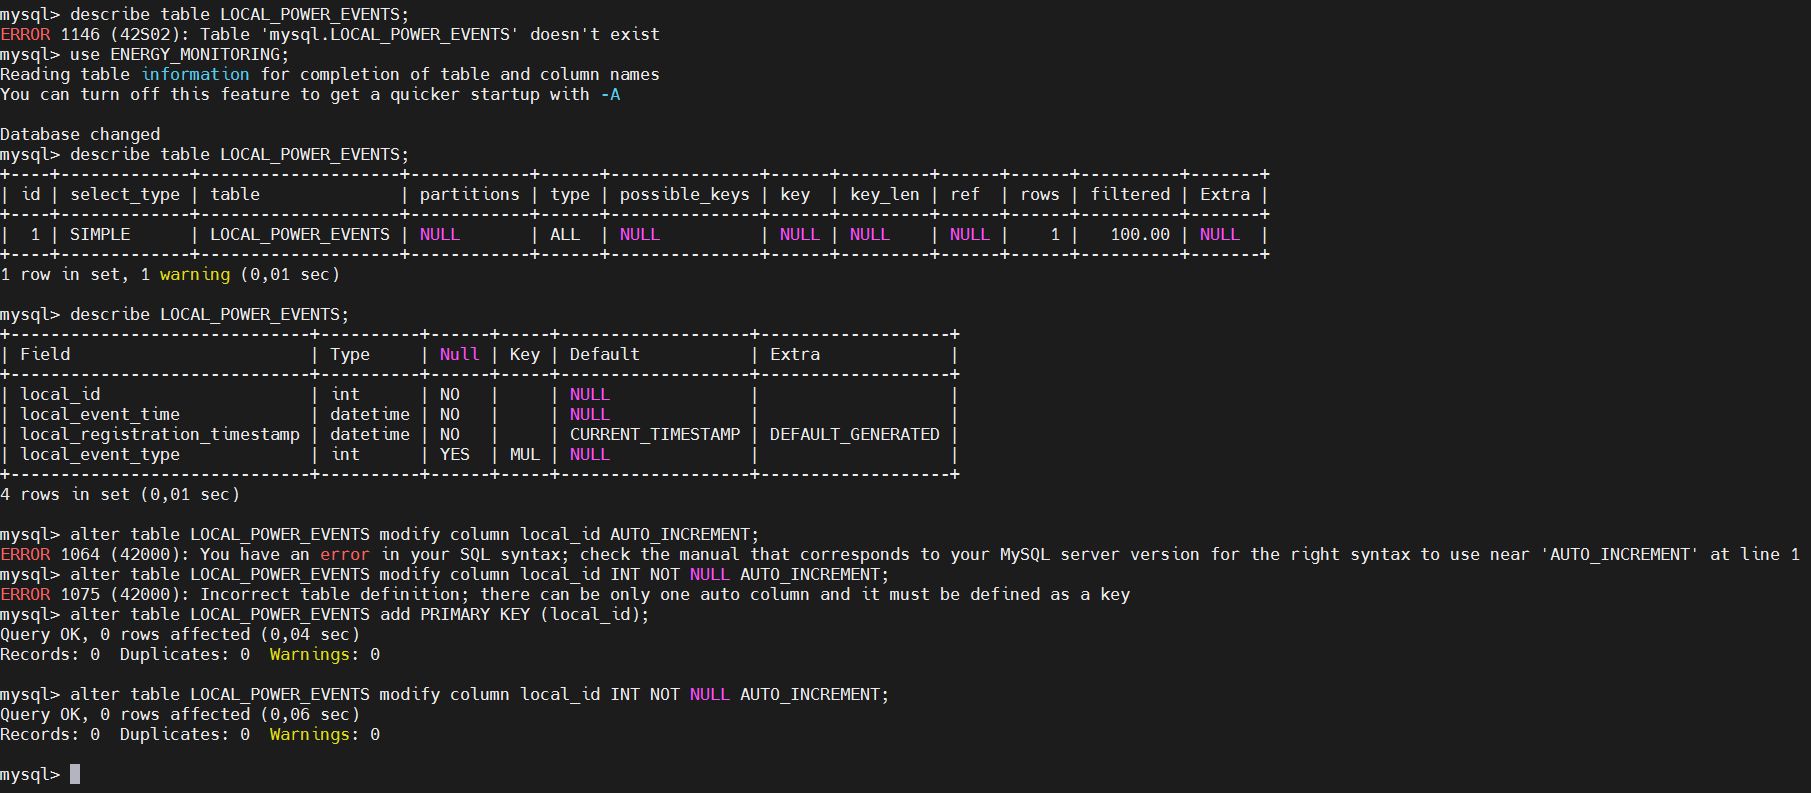 mysql> describe table LOCAL_POWER_EVENTS;
ERROR 1146 (42S02): Table 'mysql.LOCAL_POWER_EVENTS' doesn't exist
mysql> use ENERGY_MONITORING;
Reading table information for completion of table and column names
You can turn off this feature to get a quicker startup with -A

Database changed
mysql> describe table LOCAL_POWER_EVENTS;
+----+-------------+--------------------+------------+------+---------------+------+---------+------+------+----------+-------+
| id | select_type | table              | partitions | type | possible_keys | key  | key_len | ref  | rows | filtered | Extra |
+----+-------------+--------------------+------------+------+---------------+------+---------+------+------+----------+-------+
|  1 | SIMPLE      | LOCAL_POWER_EVENTS | NULL       | ALL  | NULL          | NULL | NULL    | NULL |    1 |   100.00 | NULL  |
+----+-------------+--------------------+------------+------+---------------+------+---------+------+------+----------+-------+
1 row in set, 1 warning (0,01 sec)

mysql> describe LOCAL_POWER_EVENTS;
+------------------------------+----------+------+-----+-------------------+-------------------+
| Field                        | Type     | Null | Key | Default           | Extra             |
+------------------------------+----------+------+-----+-------------------+-------------------+
| local_id                     | int      | NO   |     | NULL              |                   |
| local_event_time             | datetime | NO   |     | NULL              |                   |
| local_registration_timestamp | datetime | NO   |     | CURRENT_TIMESTAMP | DEFAULT_GENERATED |
| local_event_type             | int      | YES  | MUL | NULL              |                   |
+------------------------------+----------+------+-----+-------------------+-------------------+
4 rows in set (0,01 sec)

mysql> alter table LOCAL_POWER_EVENTS modify column local_id AUTO_INCREMENT;
ERROR 1064 (42000): You have an error in your SQL syntax; check the manual that corresponds to your MySQL server version for the right syntax to use near 'AUTO_INCREMENT' at line 1
mysql> alter table LOCAL_POWER_EVENTS modify column local_id INT NOT NULL AUTO_INCREMENT;
ERROR 1075 (42000): Incorrect table definition; there can be only one auto column and it must be defined as a key
mysql> alter table LOCAL_POWER_EVENTS add PRIMARY KEY (local_id);
Query OK, 0 rows affected (0,04 sec)
Records: 0  Duplicates: 0  Warnings: 0

mysql> alter table LOCAL_POWER_EVENTS modify column local_id INT NOT NULL AUTO_INCREMENT;
Query OK, 0 rows affected (0,06 sec)
Records: 0  Duplicates: 0  Warnings: 0

mysql>